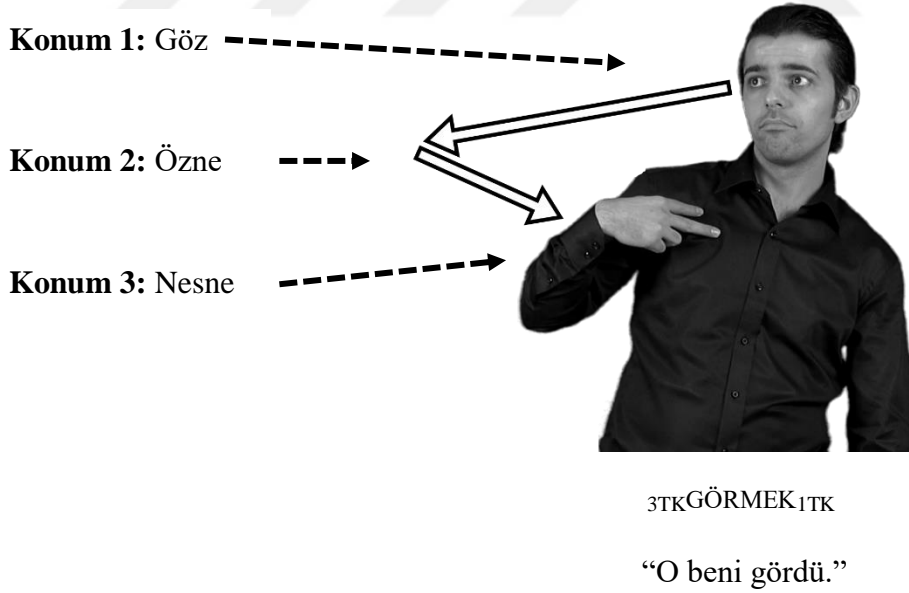 Konum 1: Göz
Konum 2: Özne
Konum 3: Nesne
3TKGÖRMEK1TK
“O beni gördü.”